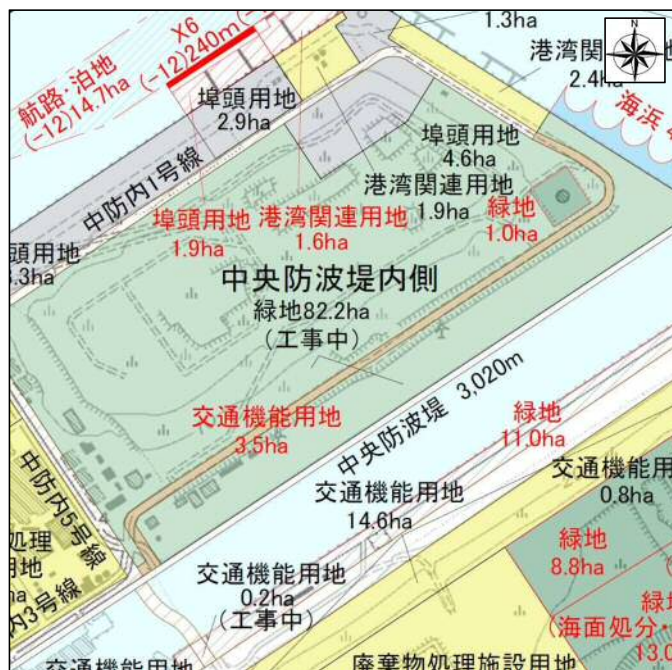 X6
(-12)240m
航路・泊地
(-12)14.7ha
1.3ha
N
港湾関
2.4ha
海浜
埠頭用地
2.9ha
中防内1号線
埠頭用地
4.6ha
港湾関連用地
1.9ha
埠頭用地
1.9ha
港湾関連用地
1.6ha
緑地
1.0ha
頭用地
.3ha
中央防波堤内側
緑地82.2ha
(工事中)
交通機能用地
3.5ha
中央防波堤 3,020m
緑地
11.0ha
交通機能用
0.8ha
交通機能用地
14.6ha
中防内5号線
処理
用地
ha
内3号線
緑地
8.8ha
交通機能用地
0.2ha
(工事中)
緑地
(海面処分・
13.
交通機能用地
廃棄物処理施設用地